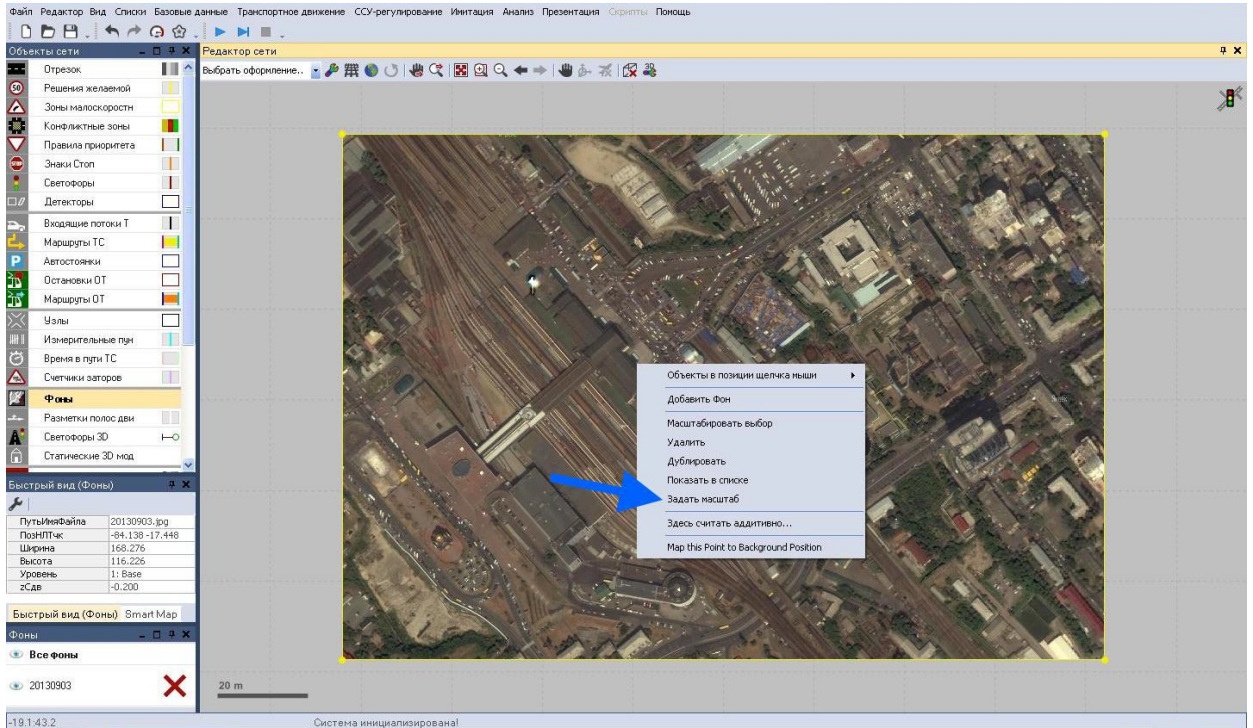 Файл Редактор Вид Списки Базовые данные Транспортное движение ССУ-регулирование Имитация Анализ Презентация Скрипты Помощь
Объекты сети
Редактор сети
Выбрать оформление..
Отрезок
50 Решения желаемой
Зоны малоскоростн
Конфликтные зоны
Правила приоритета
STOP Знаки Стоп
Светофоры
Детекторы
Входящие потоки Т
Маршруты ТС
P Автостоянки
Остановки ОТ
Маршруты ОТ
Узлы
Измерительные пун
Время в пути ТС
Счетчики заторов
Фоны
Разметки полос дви
Светофоры 3D
Статические 3D мод
Быстрый вид (Фоны)
ПутьИмяФайла 20130903.jpg
ПозНЛТчк -84.138 -17.448
Ширина 168.276
Высота 116.226
Уровень 1: Base
zСдв -0.200
Быстрый вид (Фоны) Smart Map
Фоны
Все фоны
20130903
Объекты в позиции щелчка мыши
Добавить Фон
Масштабировать выбор
Удалить
Дублировать
Показать в списке
Задать масштаб
Здесь считать аддитивно...
Map this Point to Background Position
20 m
-19.1:43.2
Система инициализирована!